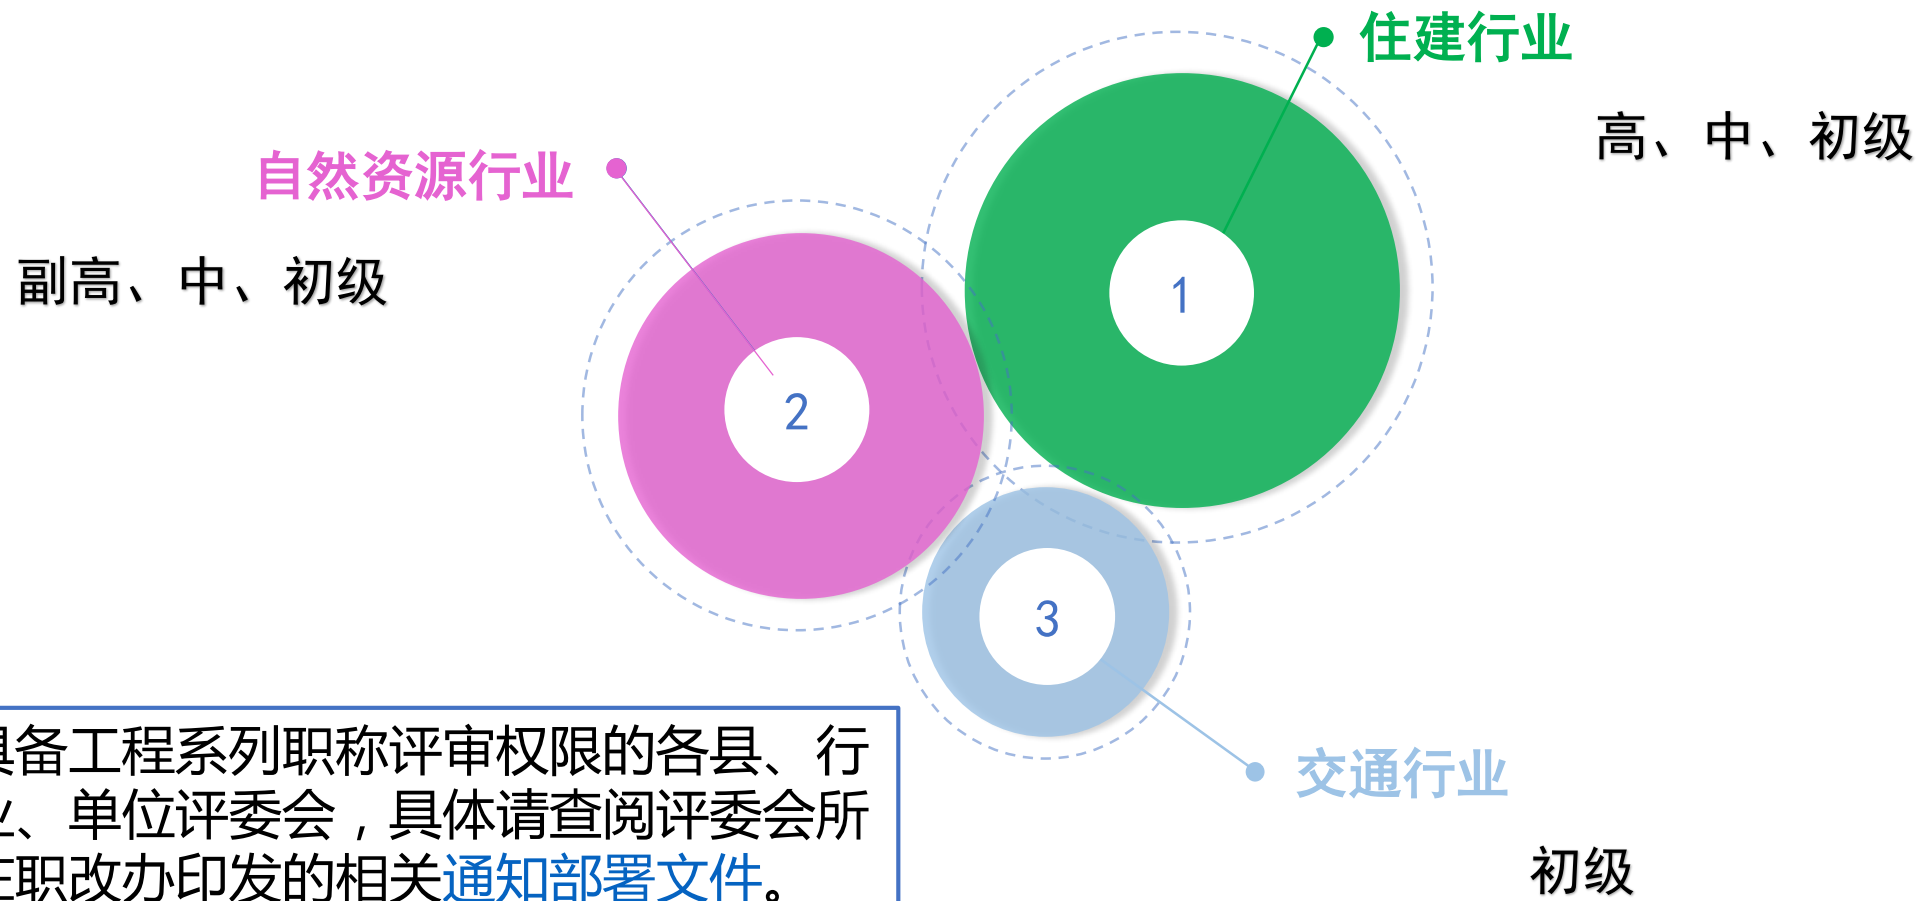 住建行业
高、中、初级
自然资源行业
副高、中、初级
1
2
3
具备工程系列职称评审权限的各县、行
业、单位评委会，具体请查阅评委会所
在职改办印发的相关通知部署文件。
交通行业
初级